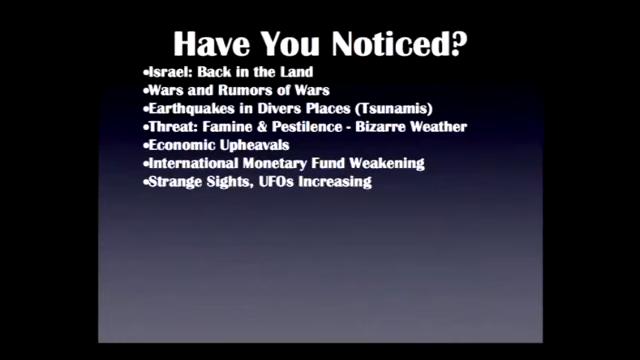 Have You Noticed?
•Israel: Back in the Land
•Wars and Rumors of Wars
•Earthquakes in Divers Places (Tsunamis)
•Threat: Famine & Pestilence - Bizarre Weather
•Economic Upheavals
•International Monetary Fund Weakening
•Strange Sights, UFOs Increasing